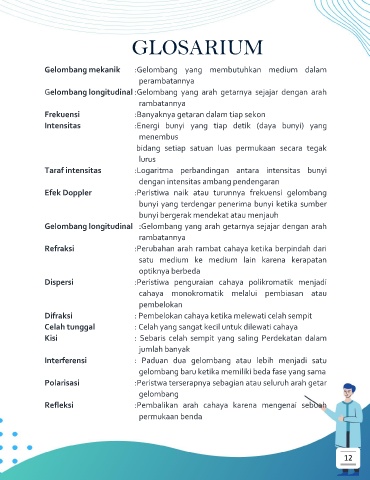 GLOSARIUM
Gelombang mekanik :Gelombang yang membutuhkan medium dalam
perambatannya
Gelombang longitudinal :Gelombang yang arah getarnya sejajar dengan arah
rambatannya
Frekuensi :Banyaknya getaran dalam tiap sekon
Intensitas :Energi bunyi yang tiap detik (daya bunyi) yang
menembus
bidang setiap satuan luas permukaan secara tegak
lurus
Taraf intensitas :Logaritma perbandingan antara intensitas bunyi
dengan intensitas ambang pendengaran
Efek Doppler :Peristiwa naik atau turunnya frekuensi gelombang
bunyi yang terdengar penerima bunyi ketika sumber
bunyi bergerak mendekat atau menjauh
Gelombang longitudinal :Gelombang yang arah getarnya sejajar dengan arah
rambatannya
Refraksi :Perubahan arah rambat cahaya ketika berpindah dari
satu medium ke medium lain karena kerapatan
optiknya berbeda
Dispersi :Peristiwa penguraian cahaya polikromatik menjadi
cahaya monokromatik melalui pembiasan atau
pembelokan
Difraksi : Pembelokan cahaya ketika melewati celah sempit
Celah tunggal : Celah yang sangat kecil untuk dilewati cahaya
Kisi : Sebaris celah sempit yang saling Perdekatan dalam
jumlah banyak
Interferensi : Paduan dua gelombang atau lebih menjadi satu
gelombang baru ketika memiliki beda fase yang sama
Polarisasi :Peristwa terserapnya sebagian atau seluruh arah getar
gelombang
Refleksi :Pembalikan arah cahaya karena mengenai sebuah
permukaan benda
12